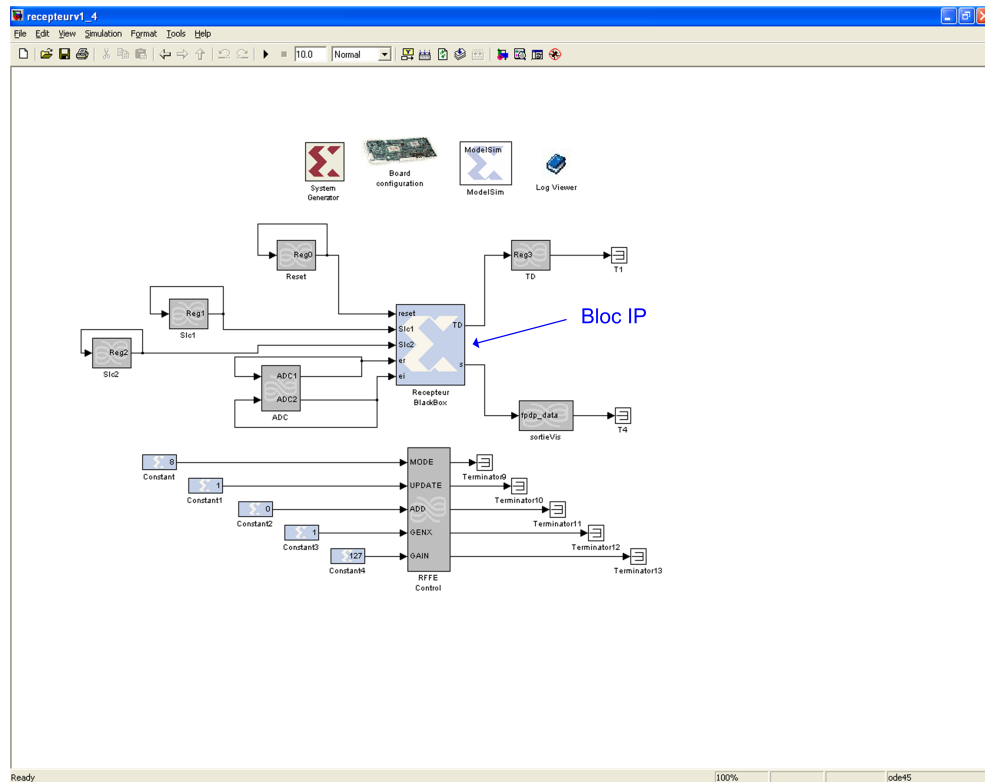 recepteurv1_4
File Edit View Simulation Format Tools Help
10.0 Normal
ModelSim
System
Generator
Board
configuration
ModelSim
Log Viewer
Reg0
Reset
Reg3
TD
T1
Reg1
Slc1
Reg2
Slc2
reset
Slc1
Slc2
er
ei
TD
s
Recepteur
BlackBox
Bloc IP
ADC1
ADC2
ADC
fpdp_data
sortieVis
T4
8
Constant
1
Constant1
0
Constant2
1
Constant3
127
Constant4
MODE
UPDATE
ADD
GENX
GAIN
RFFE
Control
Terminator9
Terminator10
Terminator11
Terminator12
Terminator13
Ready 100% ode45